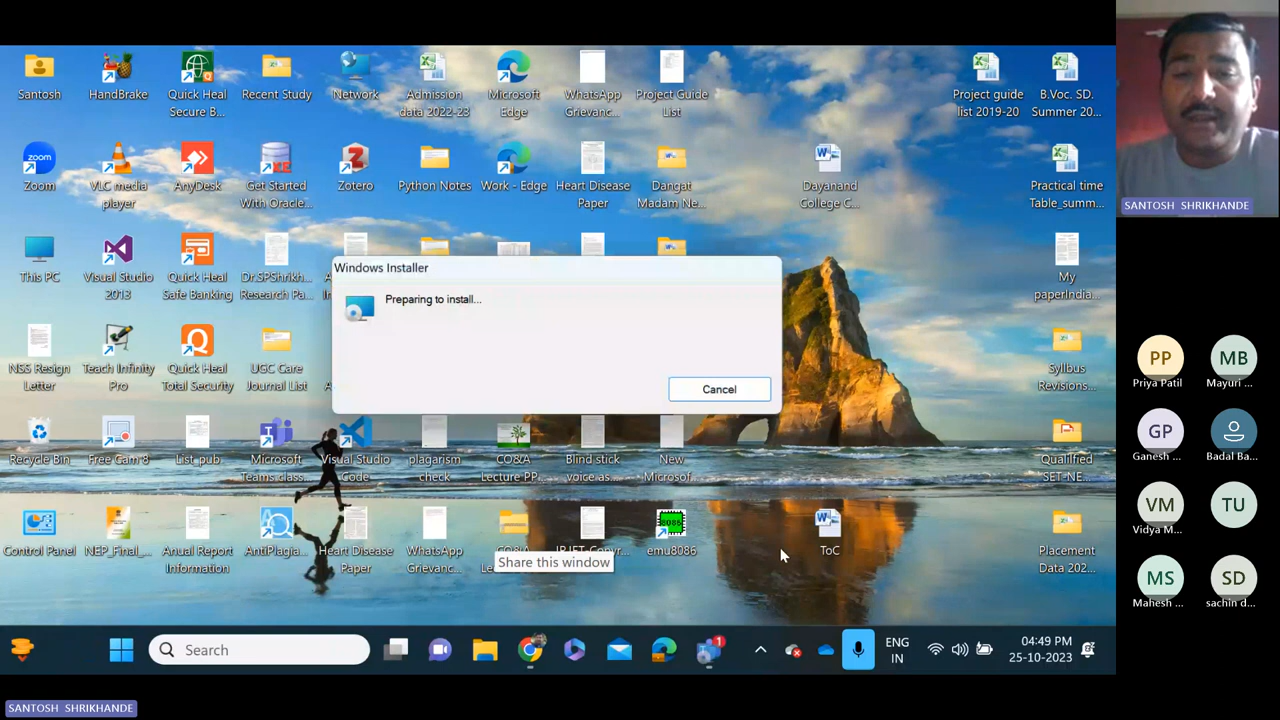 Santosh
HandBrake
Quick Heal
Secure B...
Recent Study
Network
Admission
data 2022-23
Microsoft
Edge
WhatsApp
Grievanc...
Project Guide
List
Project guide
list 2019-20
B.Voc. SD.
Summer 20...
SANTOSH SHRIKHANDE
zoom
Zoom
VLC media
player
AnyDesk
Get Started
With Oracle...
Zotero
Python Notes
Work - Edge
Heart Disease
Paper
Dangat
Madam Ne...
Dayanand
College C...
Practical time
Table_summ...
This PC
Visual Studio
2013
Quick Heal
Safe Banking
Dr.SPShrikh...
Research Pa...
My
paperIndia...
Windows Installer
Preparing to install...
Cancel
NSS Resign
Letter
Teach Infinity
Pro
Quick Heal
Total Security
UGC Care
Journal List
Syllbus
Revisions...
PP
Priya Patil
MB
Mayuri ...
Recycle Bin
Free Cam 8
List_pub
Microsoft
Teams class...
Visual Studio
Code
plagarism
check
CO&A
Lecture PP...
Blind stick
voice as...
New
Microsof...
Qualified
SET-NE...
GP
Ganesh ...
Badal Ba...
Control Panel
NEP_Final_...
Anual Report
Information
AntiPlagia...
Heart Disease
Paper
WhatsApp
Grievanc...
8086
emu8086
ToC
Placement
Data 202...
Share this window
VM
Vidya M...
TU
MS
Mahesh ...
SD
sachin d...
Search
1
ENG
IN
04:49 PM
25-10-2023
SANTOSH SHRIKHANDE